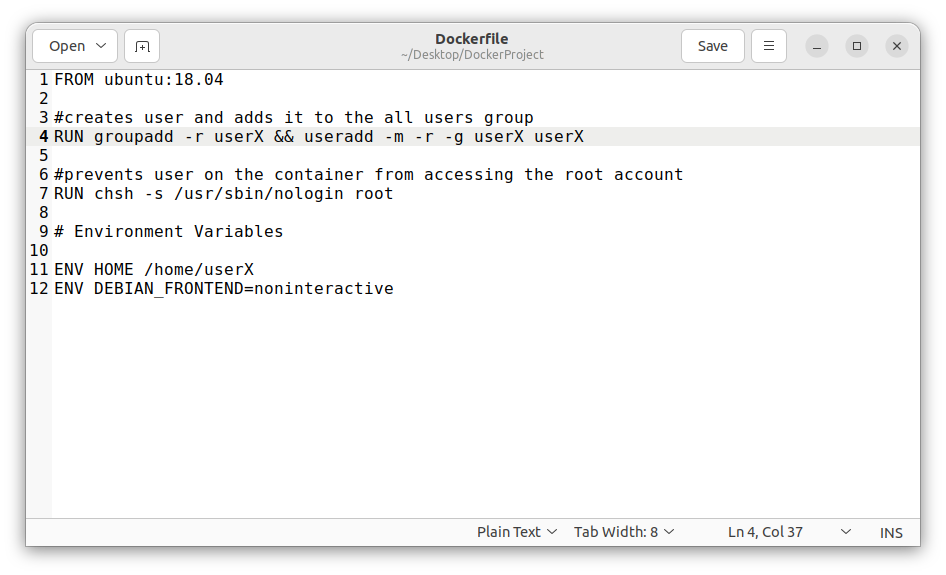 Open
Dockerfile
~/Desktop/DockerProject
Save
1 FROM ubuntu:18.04
2
3 #creates user and adds it to the all users group
4 RUN groupadd -r userX && useradd -m -r -g userX userX
5
6 #prevents user on the container from accessing the root account
7 RUN chsh -s /usr/sbin/nologin root
8
9 # Environment Variables
10
11 ENV HOME /home/userX
12 ENV DEBIAN_FRONTEND=noninteractive
Plain Text Tab Width: 8 Ln 4, Col 37 INS